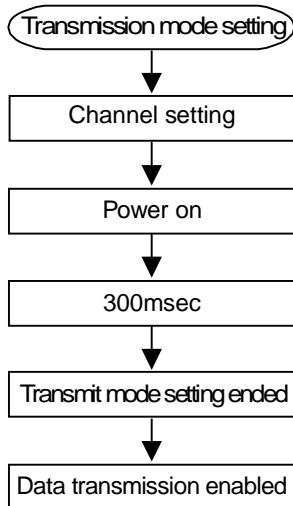 Transmission mode setting
Channel setting
Power on
300msec
Transmit mode setting ended
Data transmission enabled